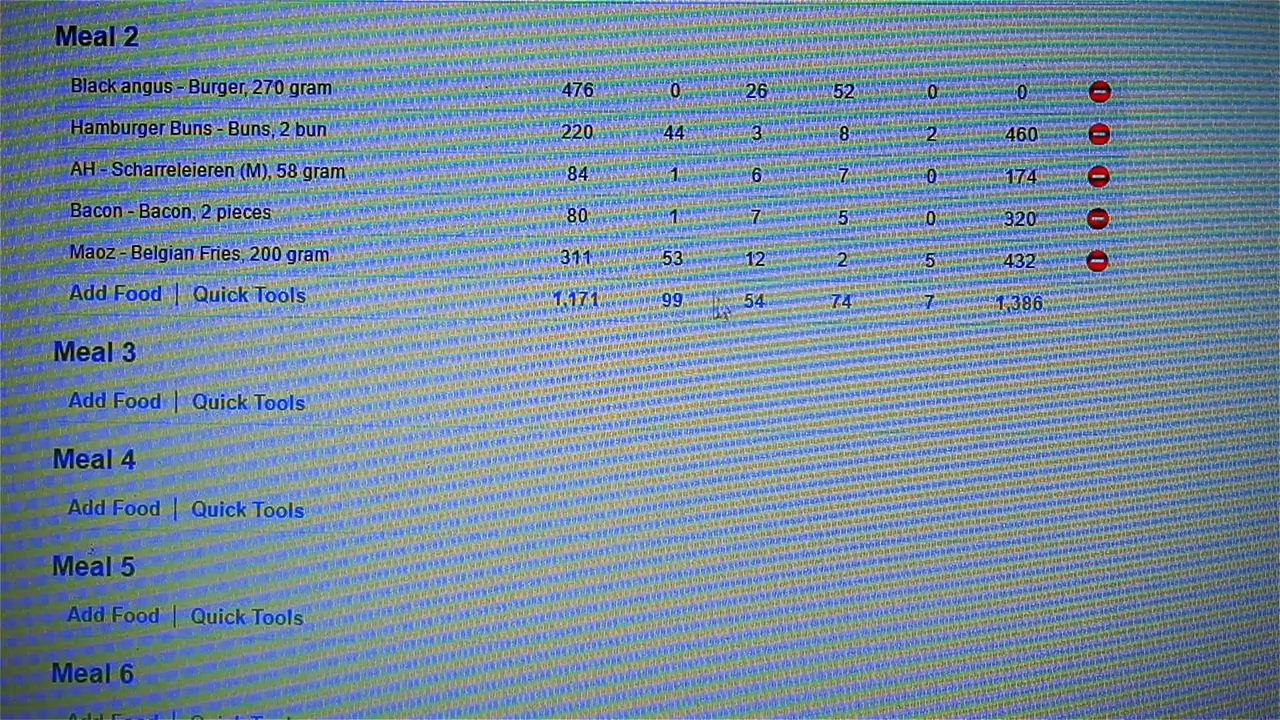 Meal 2
Black angus - Burger, 270 gram 476 0 26 52 0 0
Hamburger Buns - Buns, 2 bun 220 44 3 8 2 460
AH - Scharreleieren (M), 58 gram 84 1 6 7 0 174
Bacon - Bacon, 2 pieces 80 1 7 5 0 320
Maoz - Belgian Fries, 200 gram 311 53 12 2 5 432
Add Food | Quick Tools 1,171 99 54 74 7 1,386
Meal 3
Add Food | Quick Tools
Meal 4
Add Food | Quick Tools
Meal 5
Add Food | Quick Tools
Meal 6
Add Food | Quick Tools